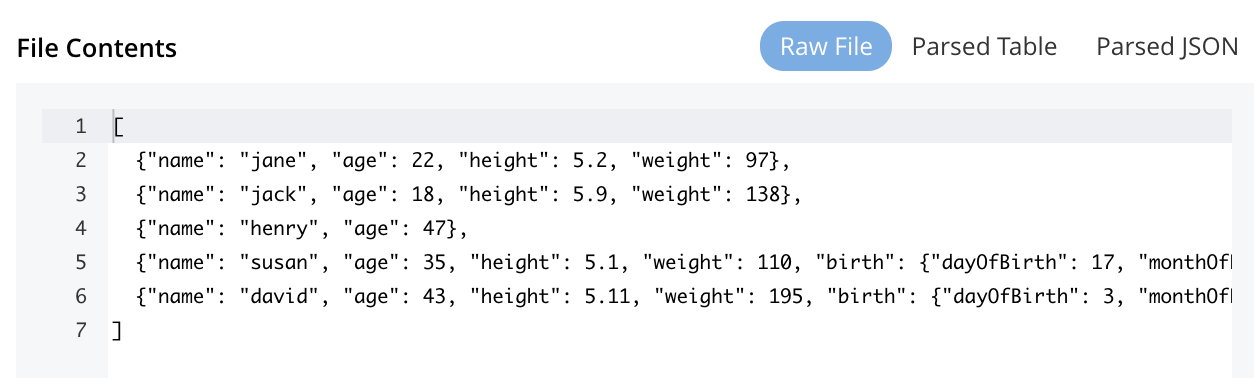 File Contents
Raw File Parsed Table Parsed JSON
1 [
2 {"name": "jane", "age": 22, "height": 5.2, "weight": 97},
3 {"name": "jack", "age": 18, "height": 5.9, "weight": 138},
4 {"name": "henry", "age": 47},
5 {"name": "susan", "age": 35, "height": 5.1, "weight": 110, "birth": {"dayOfBirth": 17, "monthOf
6 {"name": "david", "age": 43, "height": 5.11, "weight": 195, "birth": {"dayOfBirth": 3, "monthOf
7 ]